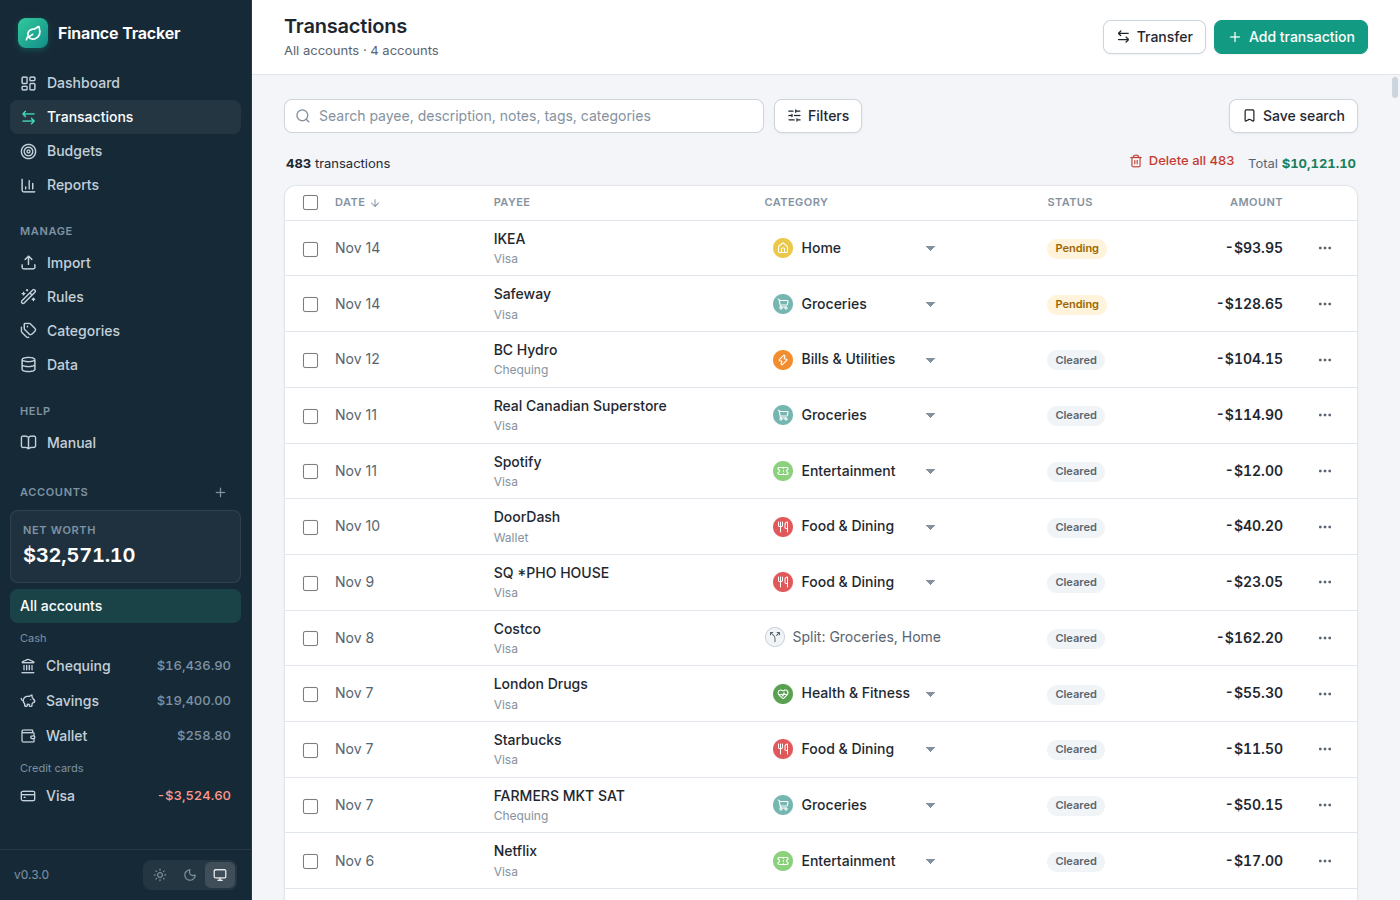 Finance Tracker
Dashboard
Transactions
Budgets
Reports
MANAGE
Import
Rules
Categories
Data
HELP
Manual
ACCOUNTS
NET WORTH
$32,571.10
All accounts
Cash
Chequing $16,436.90
Savings $19,400.00
Wallet $258.80
Credit cards
Visa -$3,524.60
v0.3.0
Transactions
All accounts · 4 accounts
Transfer
Add transaction
Search payee, description, notes, tags, categories
Filters
Save search
483 transactions
Delete all 483
Total $10,121.10
DATE PAYEE CATEGORY STATUS AMOUNT
Nov 14 IKEA Home Pending -$93.95
Visa
Nov 14 Safeway Groceries Pending -$128.65
Visa
Nov 12 BC Hydro Bills & Utilities Cleared -$104.15
Chequing
Nov 11 Real Canadian Superstore Groceries Cleared -$114.90
Visa
Nov 11 Spotify Entertainment Cleared -$12.00
Visa
Nov 10 DoorDash Food & Dining Cleared -$40.20
Wallet
Nov 9 SQ *PHO HOUSE Food & Dining Cleared -$23.05
Visa
Nov 8 Costco Split: Groceries, Home Cleared -$162.20
Visa
Nov 7 London Drugs Health & Fitness Cleared -$55.30
Visa
Nov 7 Starbucks Food & Dining Cleared -$11.50
Visa
Nov 7 FARMERS MKT SAT Groceries Cleared -$50.15
Chequing
Nov 6 Netflix Entertainment Cleared -$17.00
Visa